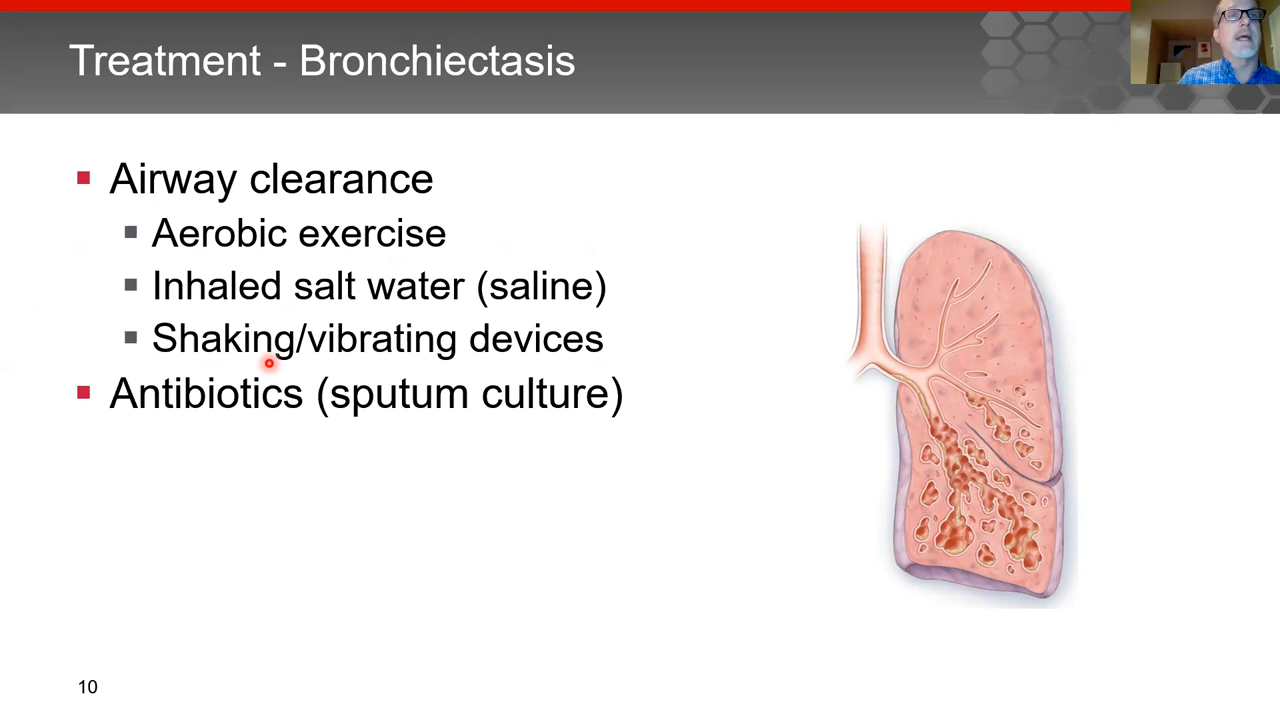 Treatment - Bronchiectasis
Airway clearance
Aerobic exercise
Inhaled salt water (saline)
Shaking/vibrating devices
Antibiotics (sputum culture)
10